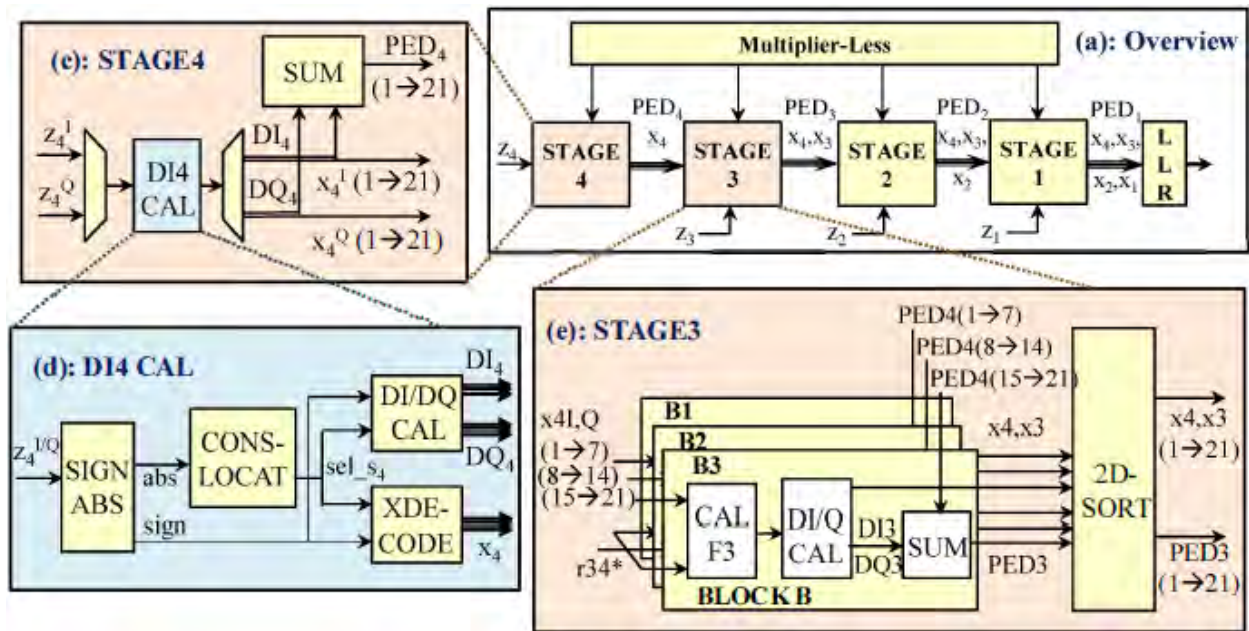 (c): STAGE4
SUM
PED4
(1→21)
z4^I
z4^Q
DI4
CAL
DI4
DQ4
x4^I (1→21)
x4^Q (1→21)
(a): Overview
Multiplier-Less
z4
STAGE
4
PED4
x4
STAGE
3
PED3
x4,x3
STAGE
2
PED2
x4,x3,
x2
STAGE
1
PED1
x4,x3,
x2,x1
L
L
R
z3
z2
z1
(d): DI4 CAL
z4^I/Q
SIGN
ABS
abs
sign
CONS-
LOCAT
sel_s4
DI/DQ
CAL
XDE-
CODE
DI4
DQ4
x4
(e): STAGE3
PED4(1→7)
PED4(8→14)
PED4(15→21)
x4I,Q
(1→7)
(8→14)
(15→21)
r34*
B1
B2
B3
CAL
F3
DI/Q
CAL
DI3
DQ3
SUM
BLOCK B
x4,x3
PED3
2D-
SORT
x4,x3
(1→21)
PED3
(1→21)